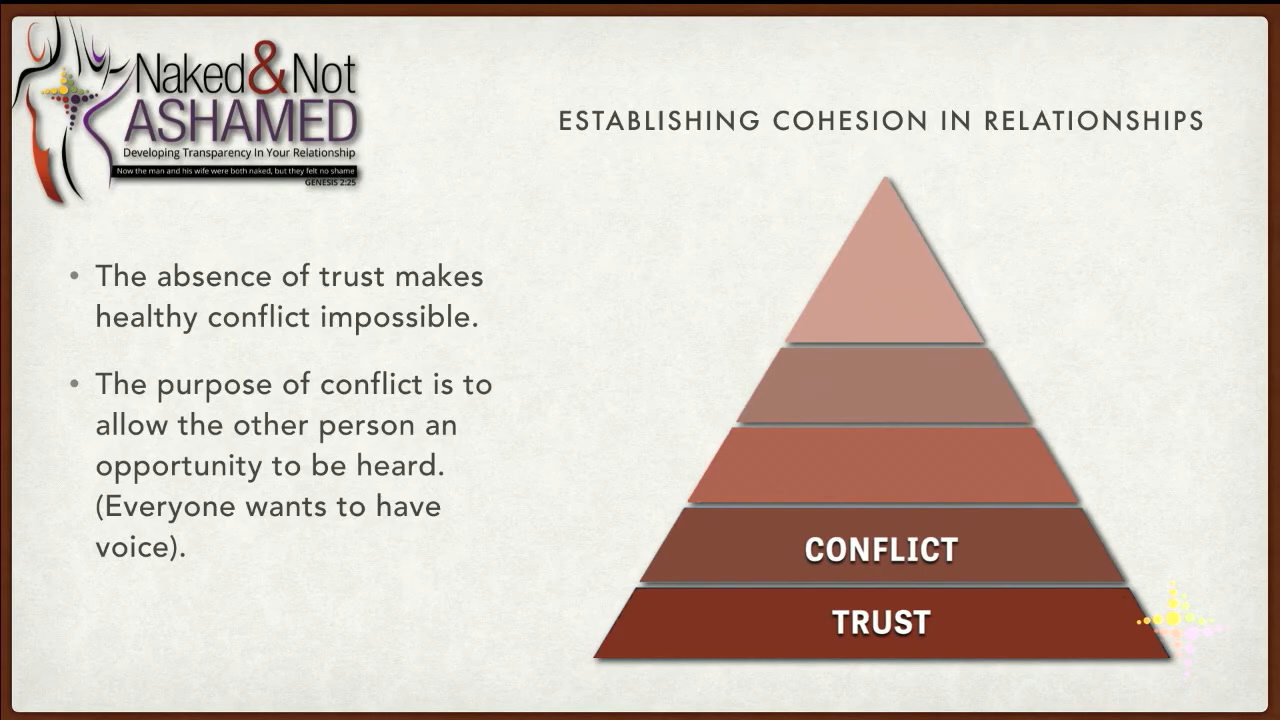 Naked & Not
ASHAMED
Developing Transparency In Your Relationship
Now the man and his wife were both naked, but they felt no shame
GENESIS 2:25
ESTABLISHING COHESION IN RELATIONSHIPS
• The absence of trust makes
healthy conflict impossible.
• The purpose of conflict is to
allow the other person an
opportunity to be heard.
(Everyone wants to have
voice).
CONFLICT
TRUST